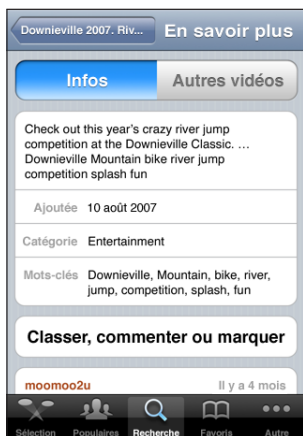 Downieville 2007. Riv...
En savoir plus
Infos
Autres vidéos
Check out this year's crazy river jump
competition at the Downieville Classic. ...
Downieville Mountain bike river jump
competition splash fun
Ajoutée 10 août 2007
Catégorie Entertainment
Mots-clés Downieville, Mountain, bike, river,
jump, competition, splash, fun
Classer, commenter ou marquer
moomoo2u Il y a 4 mois
Sélection Populaires Recherche Favoris Autre